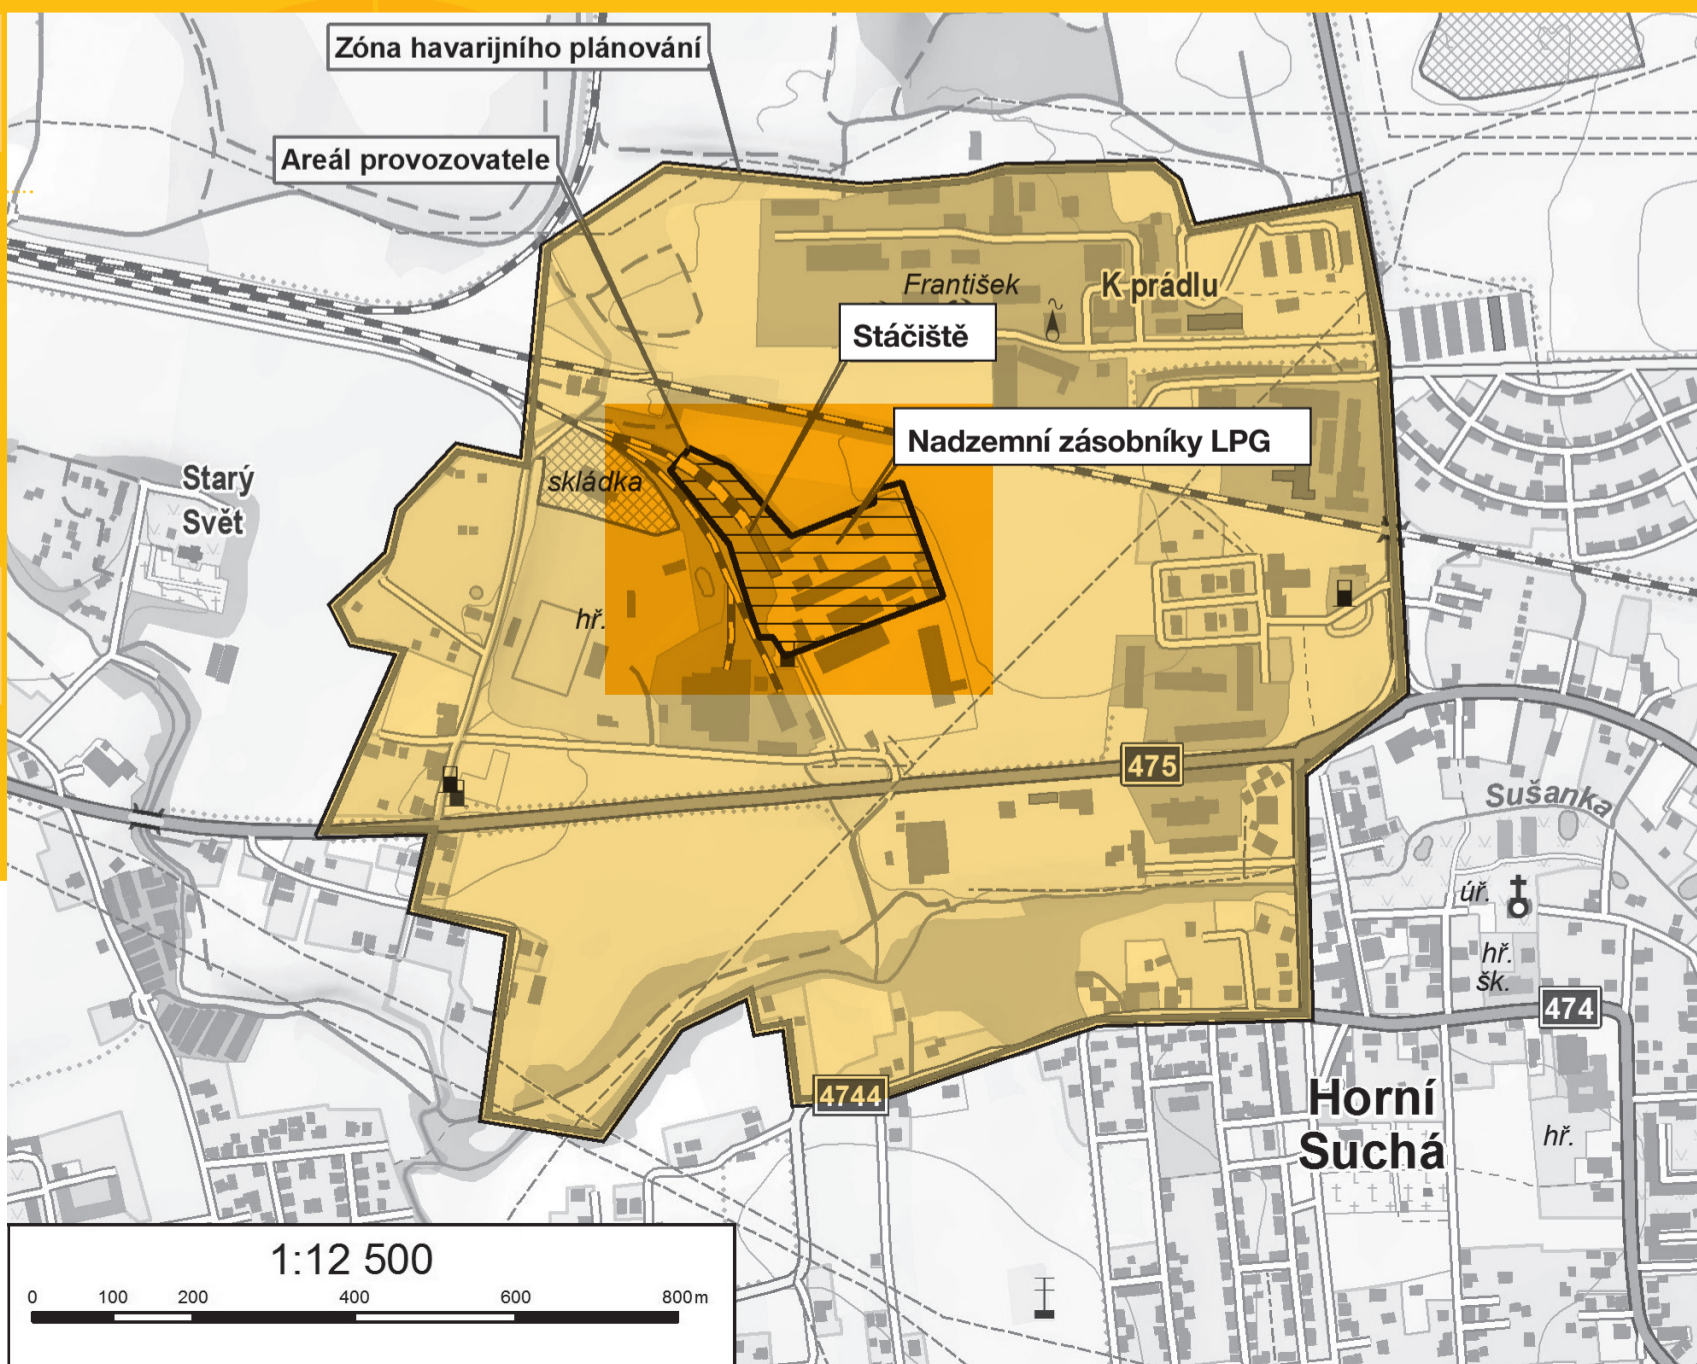 Zóna havarijního plánování
Areál provozovatele
František
K prádlu
Stáčiště
Nadzemní zásobníky LPG
Starý
Svět
skládka
hř.
475
Sušanka
úř.
hř.
šk.
474
4744
Horní
Suchá
hř.
1:12 500
0 100 200 400 600 800m